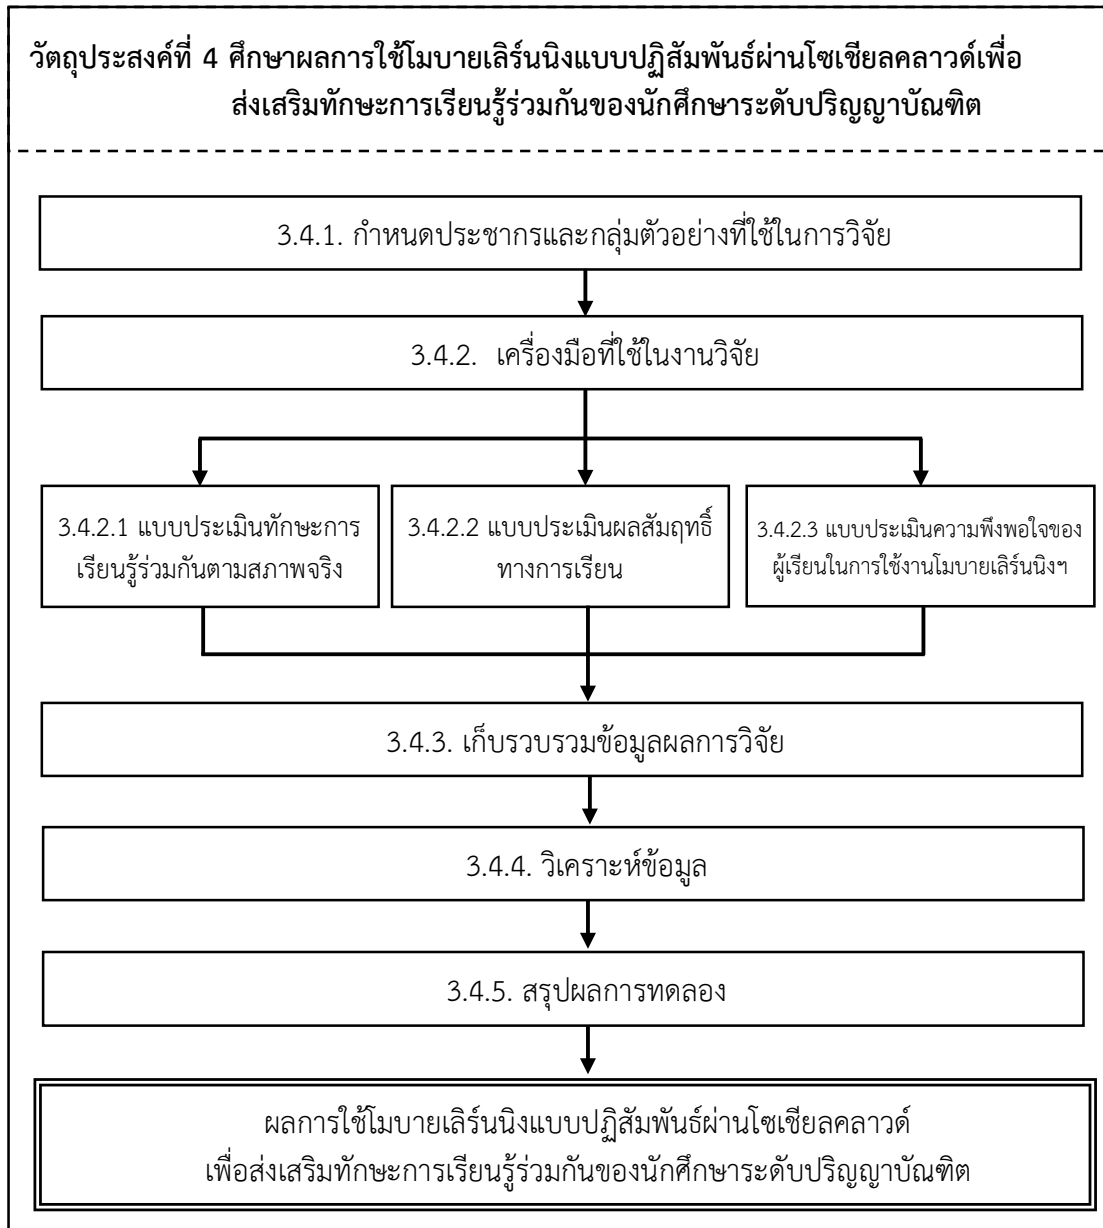 วัตถุประสงค์ที่ 4 ศึกษาผลการใช้โมบายเลิร์นนิงแบบปฏิสัมพันธ์ผ่านโซเชียลคลาวด์เพื่อ
ส่งเสริมทักษะการเรียนรู้ร่วมกันของนักศึกษาระดับปริญญาบัณฑิต
3.4.1. กำหนดประชากรและกลุ่มตัวอย่างที่ใช้ในการวิจัย
3.4.2. เครื่องมือที่ใช้ในงานวิจัย
3.4.2.1 แบบประเมินทักษะการ
เรียนรู้ร่วมกันตามสภาพจริง
3.4.2.2 แบบประเมินผลสัมฤทธิ์
ทางการเรียน
3.4.2.3 แบบประเมินความพึงพอใจของ
ผู้เรียนในการใช้งานโมบายเลิร์นนิงฯ
3.4.3. เก็บรวบรวมข้อมูลผลการวิจัย
3.4.4. วิเคราะห์ข้อมูล
3.4.5. สรุปผลการทดลอง
ผลการใช้โมบายเลิร์นนิงแบบปฏิสัมพันธ์ผ่านโซเชียลคลาวด์
เพื่อส่งเสริมทักษะการเรียนรู้ร่วมกันของนักศึกษาระดับปริญญาบัณฑิต